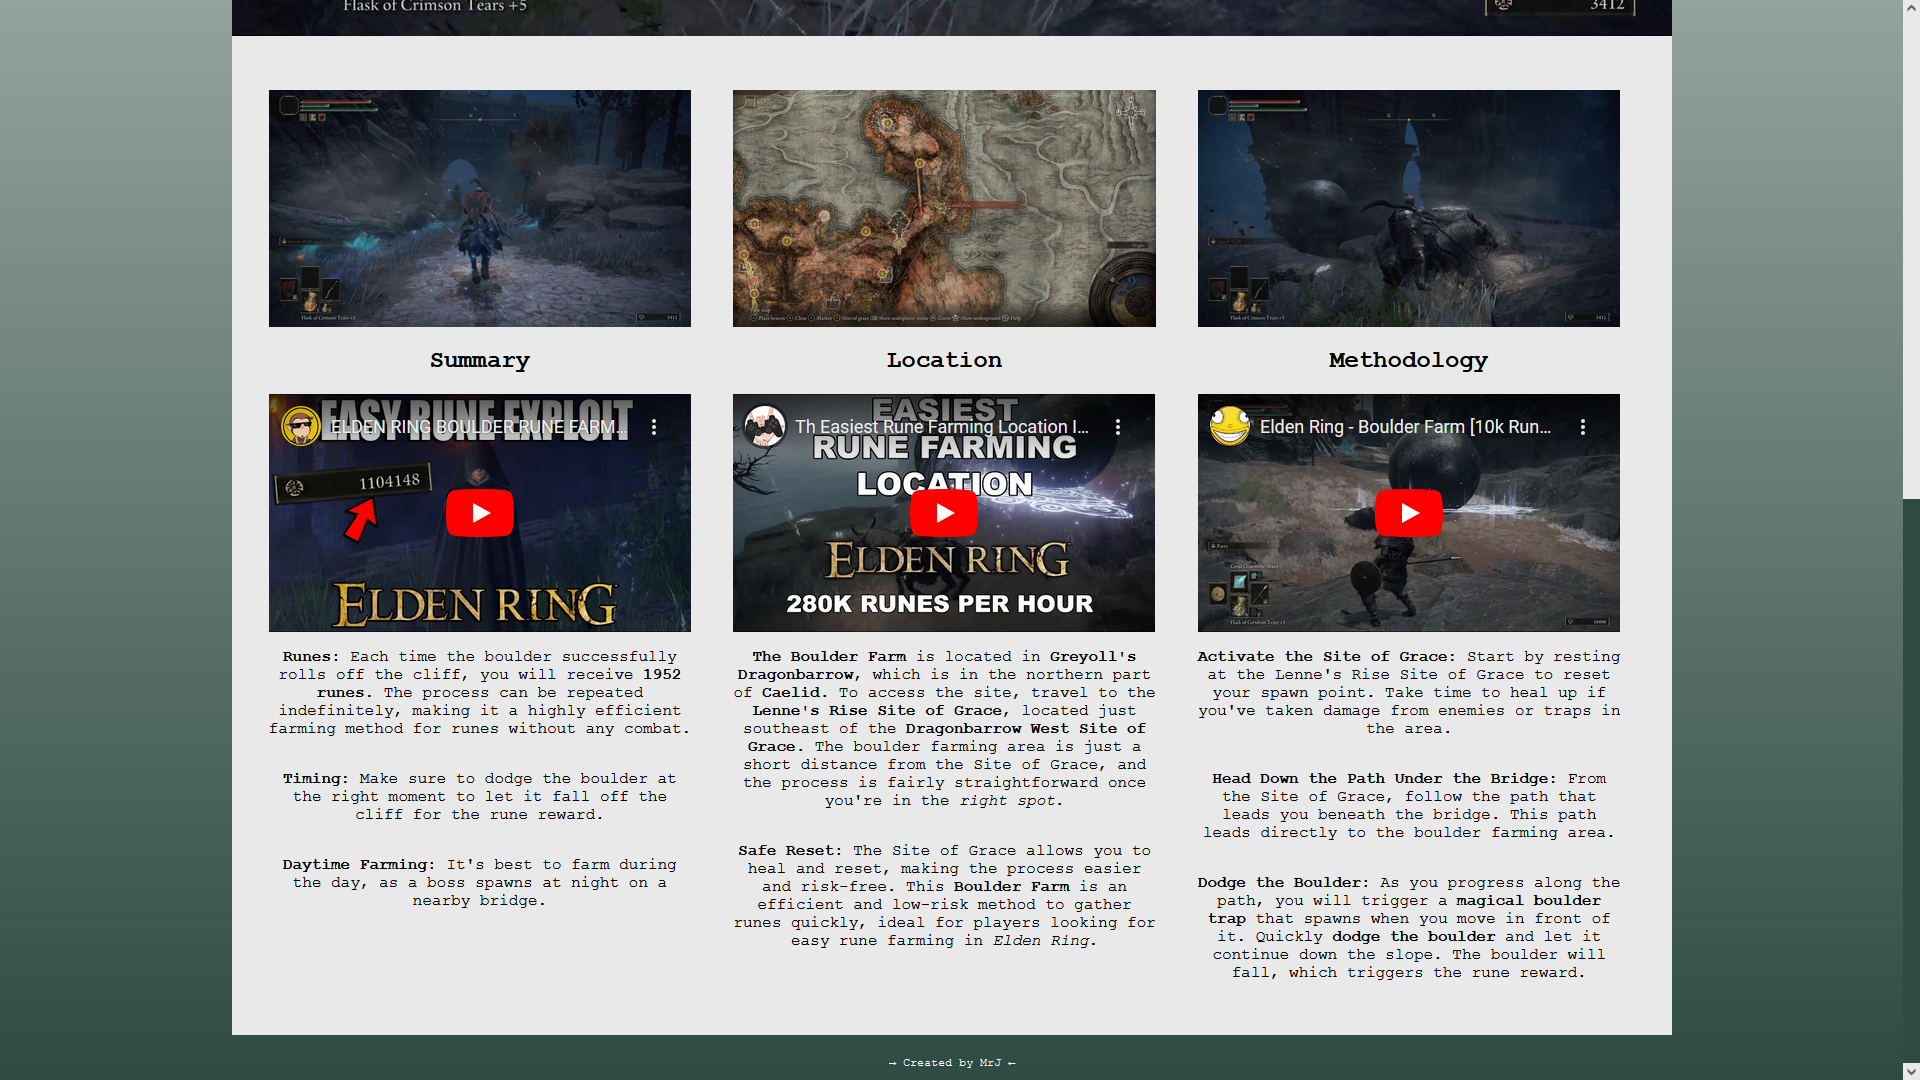 Flask of Crimson Tears +5
3412
Summary
Location
Methodology
EASY RUNE EXPLOIT
ELDEN RING BOULDER RUNE FARM...
1104148
ELDEN RING
EASIEST
Th Easiest Rune Farming Location I...
RUNE FARMING
LOCATION
ELDEN RING
280K RUNES PER HOUR
Elden Ring - Boulder Farm [10k Run...
Runes: Each time the boulder successfully
rolls off the cliff, you will receive 1952
runes. The process can be repeated
indefinitely, making it a highly efficient
farming method for runes without any combat.
Timing: Make sure to dodge the boulder at
the right moment to let it fall off the
cliff for the rune reward.
Daytime Farming: It's best to farm during
the day, as a boss spawns at night on a
nearby bridge.
The Boulder Farm is located in Greyoll's
Dragonbarrow, which is in the northern part
of Caelid. To access the site, travel to the
Lenne's Rise Site of Grace, located just
southeast of the Dragonbarrow West Site of
Grace. The boulder farming area is just a
short distance from the Site of Grace, and
the process is fairly straightforward once
you're in the right spot.
Safe Reset: The Site of Grace allows you to
heal and reset, making the process easier
and risk-free. This Boulder Farm is an
efficient and low-risk method to gather
runes quickly, ideal for players looking for
easy rune farming in Elden Ring.
Activate the Site of Grace: Start by resting
at the Lenne's Rise Site of Grace to reset
your spawn point. Take time to heal up if
you've taken damage from enemies or traps in
the area.
Head Down the Path Under the Bridge: From
the Site of Grace, follow the path that
leads you beneath the bridge. This path
leads directly to the boulder farming area.
Dodge the Boulder: As you progress along the
path, you will trigger a magical boulder
trap that spawns when you move in front of
it. Quickly dodge the boulder and let it
continue down the slope. The boulder will
fall, which triggers the rune reward.
→ Created by MrJ ←